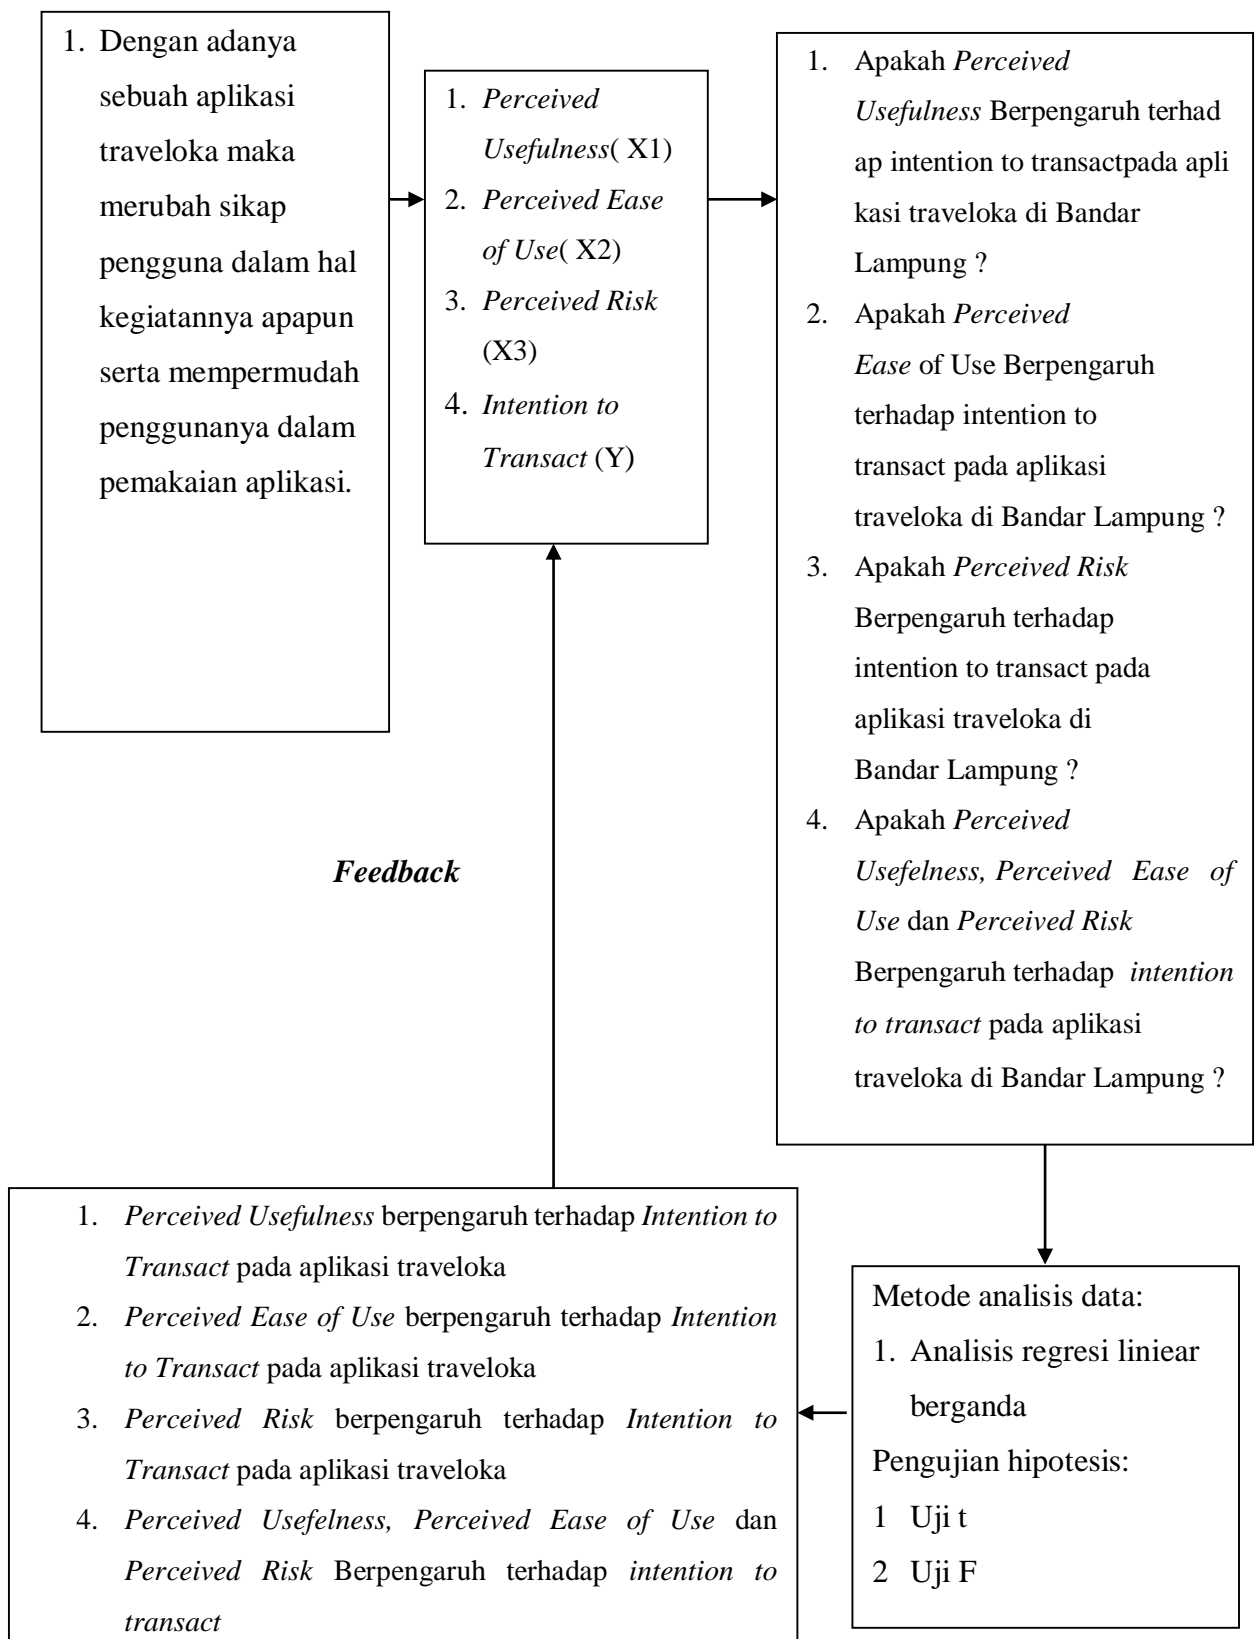 1. Dengan adanya
sebuah aplikasi
traveloka maka
merubah sikap
pengguna dalam hal
kegiatannya apapun
serta mempermudah
penggunanya dalam
pemakaian aplikasi.
1. Perceived
Usefulness( X1)
2. Perceived Ease
of Use( X2)
3. Perceived Risk
(X3)
4. Intention to
Transact (Y)
1. Apakah Perceived
Usefulness Berpengaruh terhad
ap intention to transactpada apli
kasi traveloka di Bandar
Lampung ?
2. Apakah Perceived
Ease of Use Berpengaruh
terhadap intention to
transact pada aplikasi
traveloka di Bandar Lampung ?
3. Apakah Perceived Risk
Berpengaruh terhadap
intention to transact pada
aplikasi traveloka di
Bandar Lampung ?
4. Apakah Perceived
Usefelness, Perceived Ease of
Use dan Perceived Risk
Berpengaruh terhadap intention
to transact pada aplikasi
traveloka di Bandar Lampung ?
Feedback
Metode analisis data:
1. Analisis regresi liniear
berganda
Pengujian hipotesis:
1 Uji t
2 Uji F
1. Perceived Usefulness berpengaruh terhadap Intention to
Transact pada aplikasi traveloka
2. Perceived Ease of Use berpengaruh terhadap Intention
to Transact pada aplikasi traveloka
3. Perceived Risk berpengaruh terhadap Intention to
Transact pada aplikasi traveloka
4. Perceived Usefelness, Perceived Ease of Use dan
Perceived Risk Berpengaruh terhadap intention to
transact